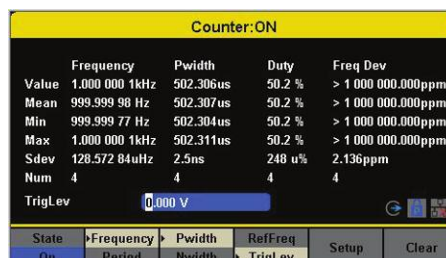 Counter:ON
Frequency Pwidth Duty Freq Dev
Value 1.000 000 1kHz 502.306us 50.2 % > 1 000 000.000ppm
Mean 999.999 98 Hz 502.307us 50.2 % > 1 000 000.000ppm
Min 999.999 77 Hz 502.304us 50.2 % > 1 000 000.000ppm
Max 1.000 000 1kHz 502.311us 50.2 % > 1 000 000.000ppm
Sdev 128.572 84uHz 2.5ns 248 u% 2.136ppm
Num 4 4 4 4
TrigLev 0.000 V
State Frequency Pwidth RefFreq Setup Clear
On Period Nwidth TrigLev